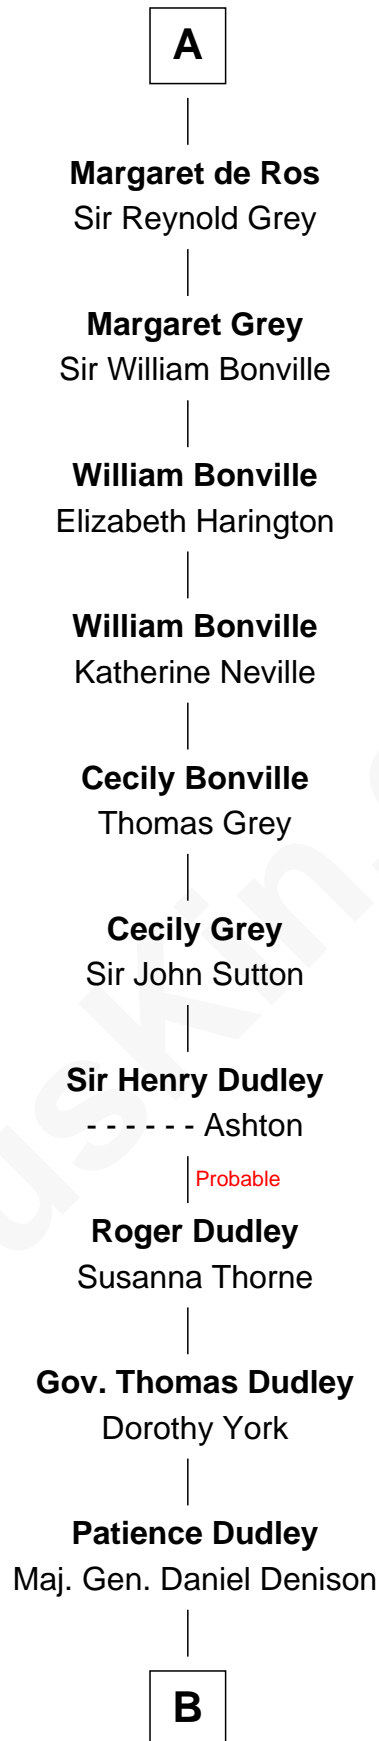 A
Margaret de Ros
Sir Reynold Grey
Margaret Grey
Sir William Bonville
William Bonville
Elizabeth Harington
William Bonville
Katherine Neville
Cecily Bonville
Thomas Grey
Cecily Grey
Sir John Sutton
Sir Henry Dudley
- - - - - - Ashton
Probable
Roger Dudley
Susanna Thorne
Gov. Thomas Dudley
Dorothy York
Patience Dudley
Maj. Gen. Daniel Denison
B